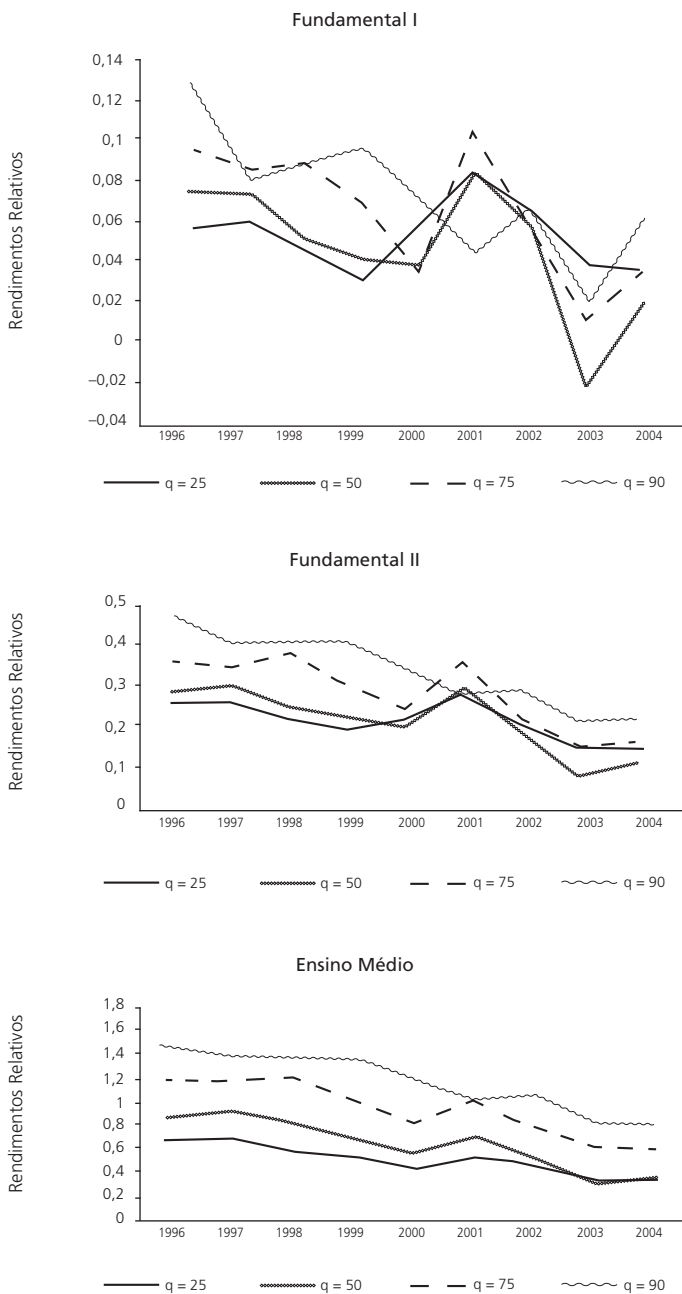 Fundamental I
Rendimentos Relativos
0,14
0,12
0,1
0,08
0,06
0,04
0,02
0
–0,02
–0,04
1996 1997 1998 1999 2000 2001 2002 2003 2004
q = 25 q = 50 q = 75 q = 90
Fundamental II
Rendimentos Relativos
0,5
0,4
0,3
0,2
0,1
0
1996 1997 1998 1999 2000 2001 2002 2003 2004
q = 25 q = 50 q = 75 q = 90
Ensino Médio
Rendimentos Relativos
1,8
1,6
1,4
1,2
1
0,8
0,6
0,4
0,2
0
1996 1997 1998 1999 2000 2001 2002 2003 2004
q = 25 q = 50 q = 75 q = 90